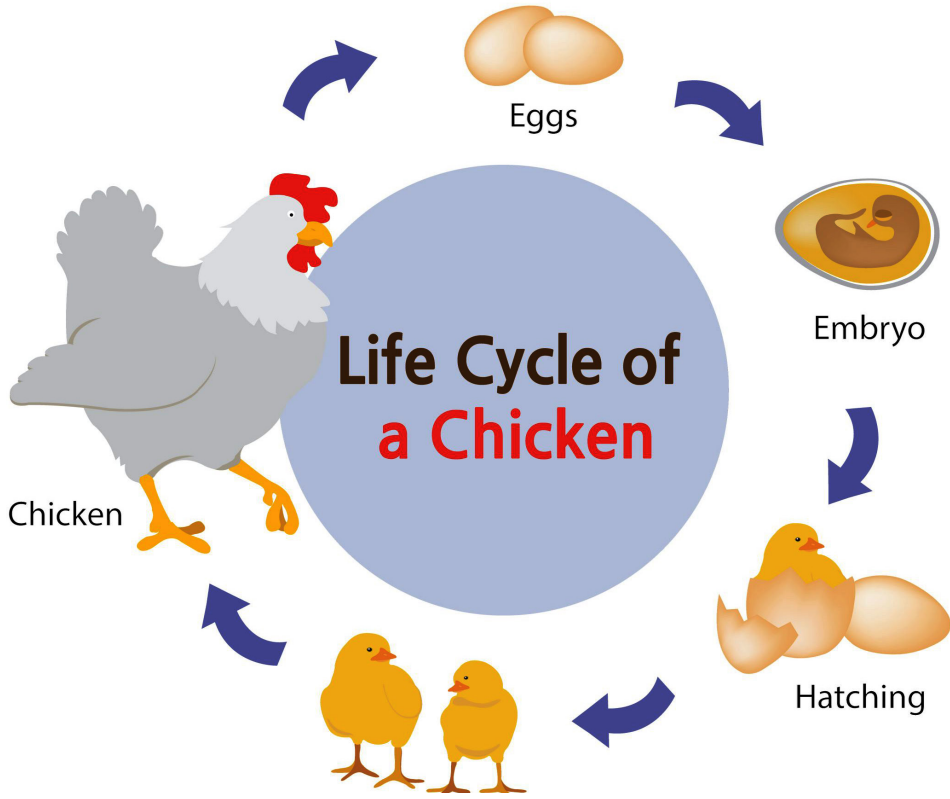 Eggs
Embryo
Life Cycle of
a Chicken
Chicken
Hatching